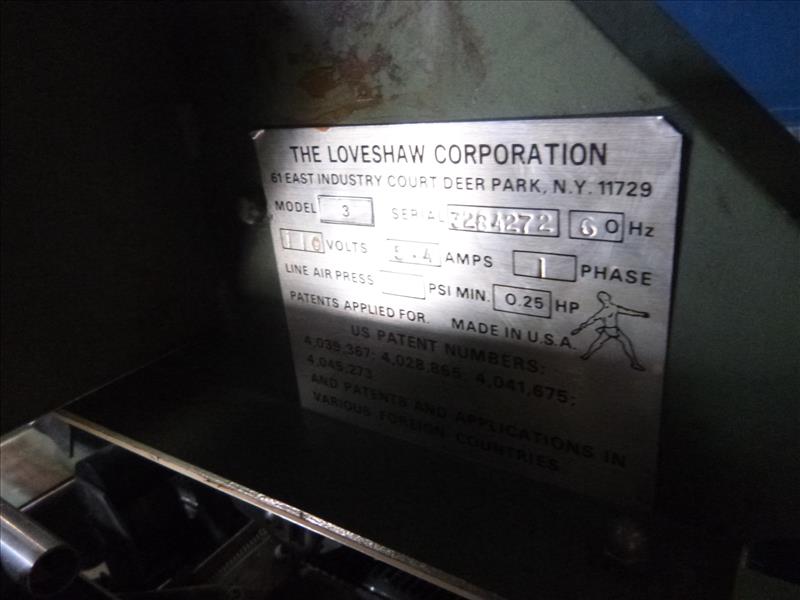 THE LOVESHAW CORPORATION
61 EAST INDUSTRY COURT DEER PARK, N.Y. 11729
MODEL 3 SERIAL 60 Hz
110 VOLTS 5.4 AMPS 1 PHASE
LINE AIR PRESS PSI MIN. 0.25 HP
PATENTS APPLIED FOR. MADE IN U.S.A.
US PATENT NUMBERS:
4,039,367; 4,028,865; 4,041,675;
4,045,273
AND PATENTS AND APPLICATIONS IN
VARIOUS FOREIGN COUNTRIES